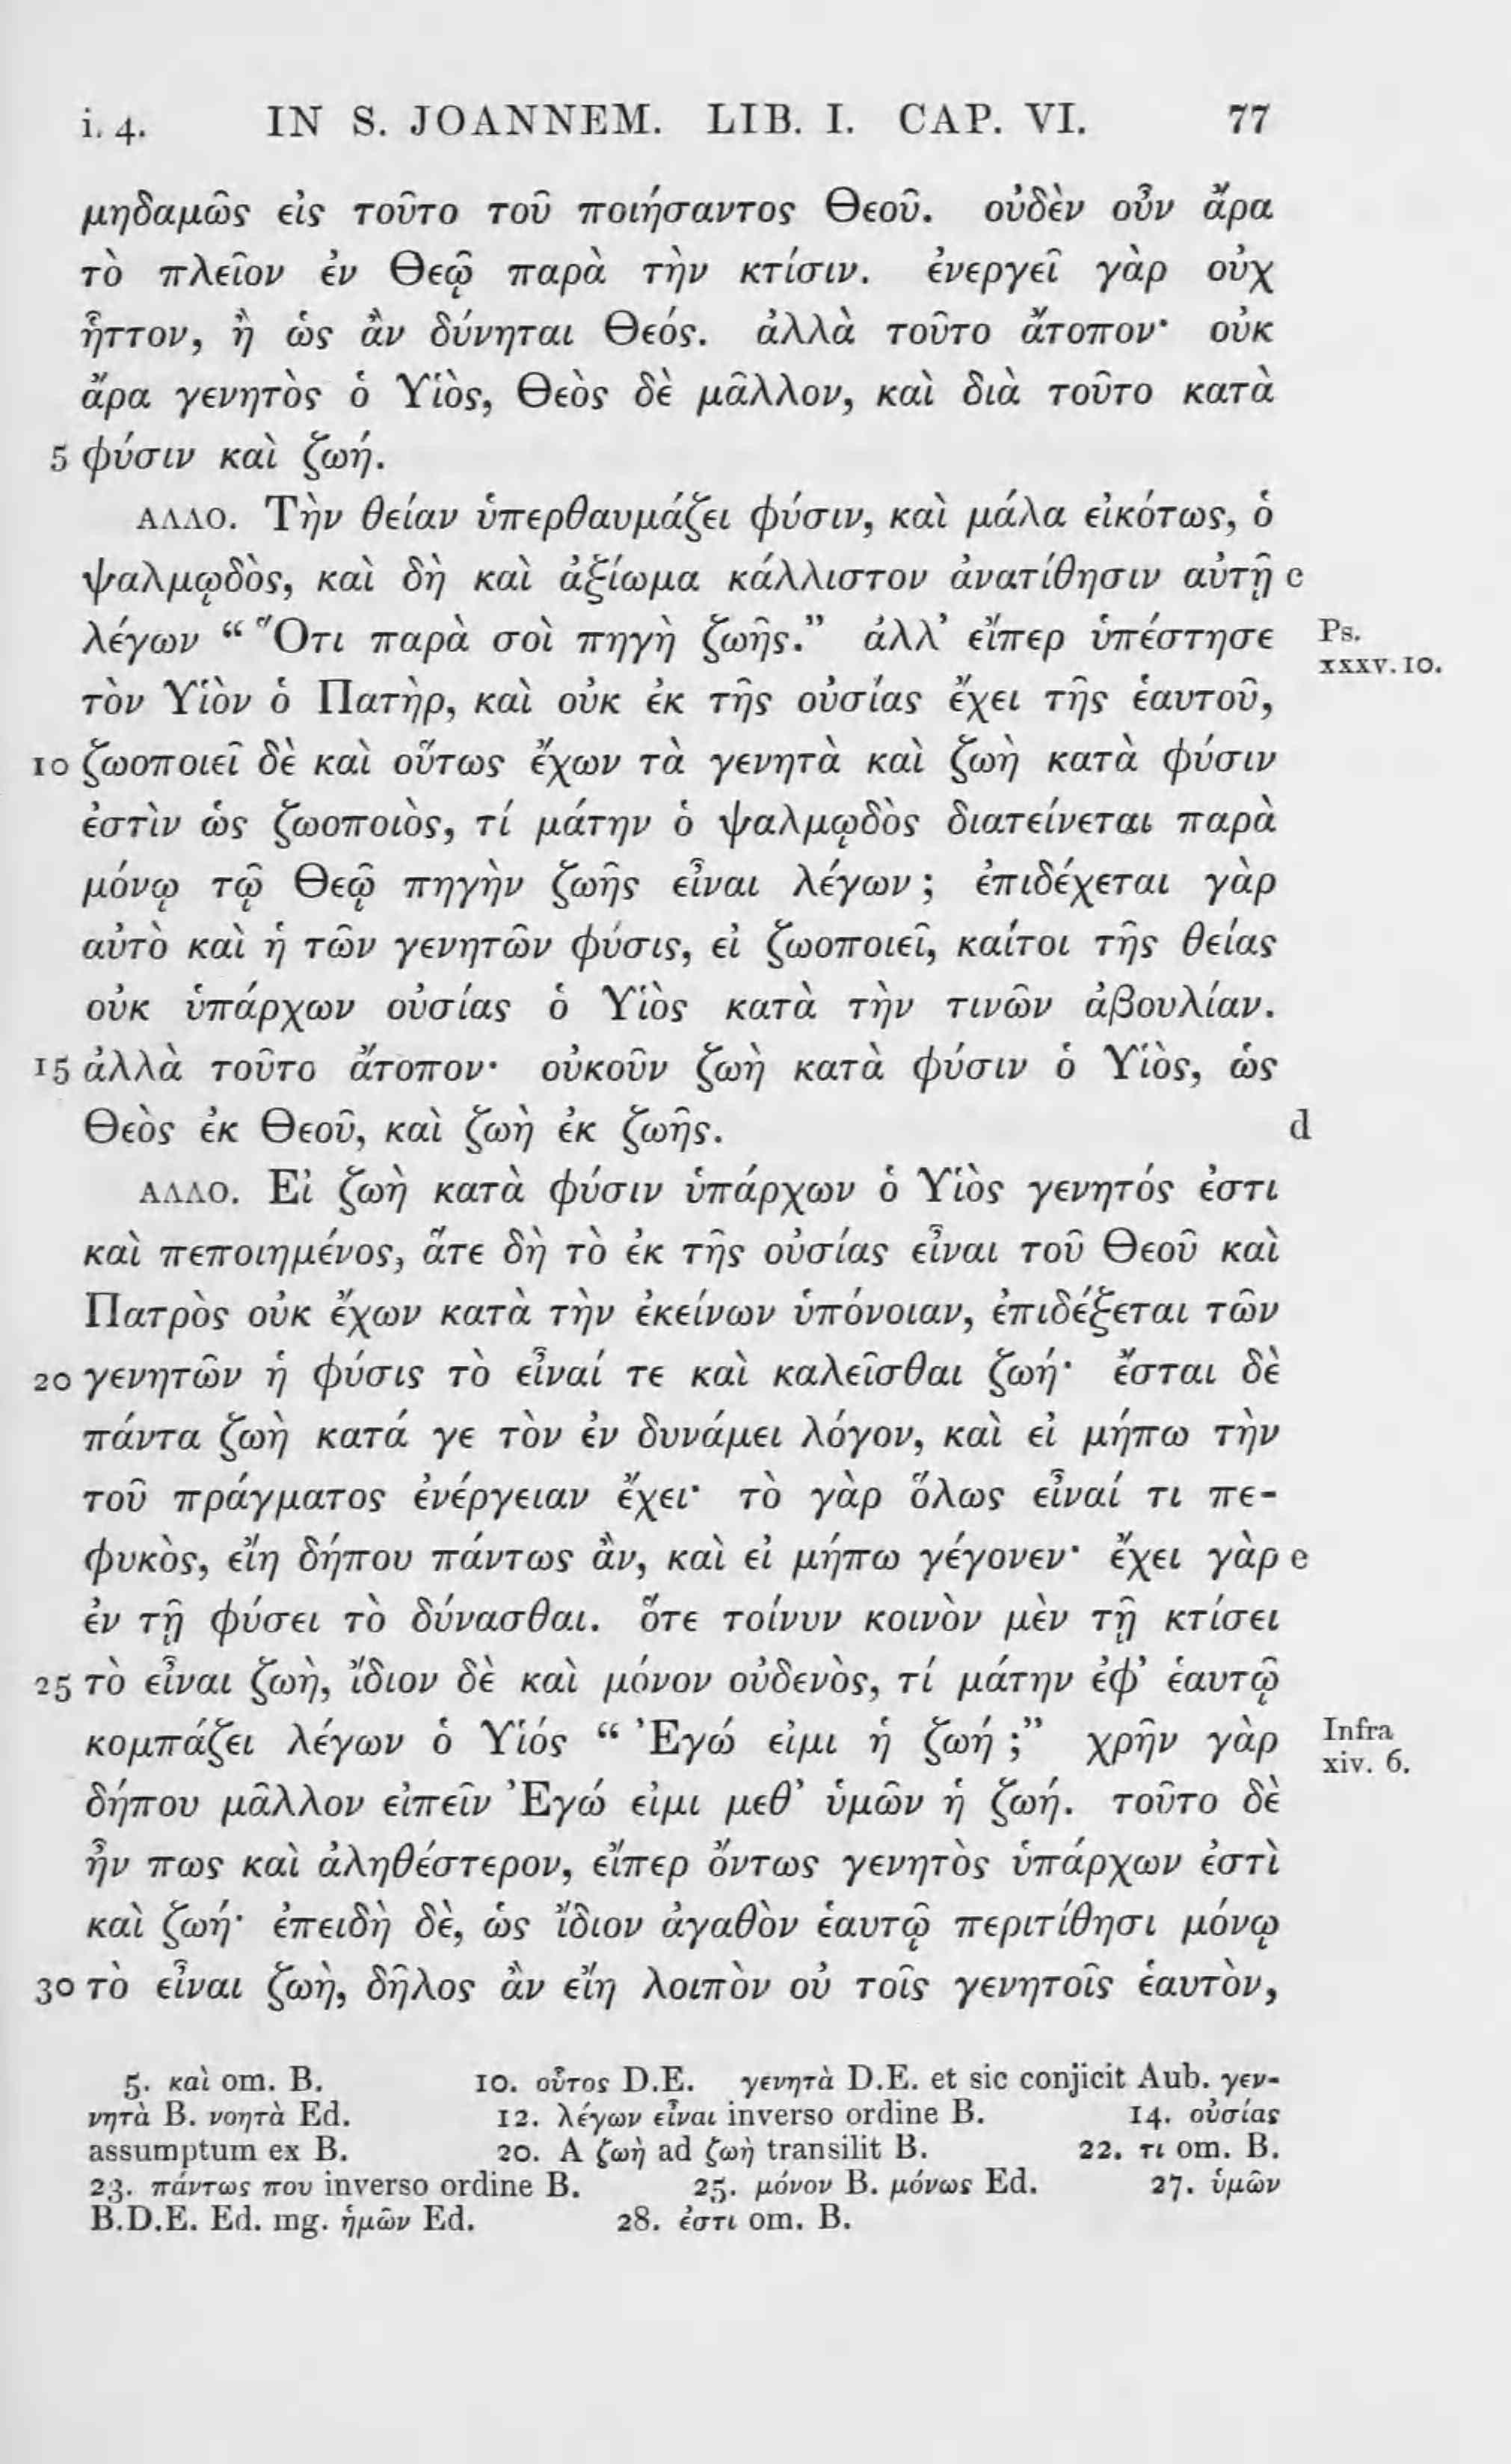 i. 4. IN S. JOANNEM. LIB. I. CAP. VI. 77
μηδαμῶς εἰς τοῦτο τοῦ ποιήσαντος Θεοῦ. οὐδὲν οὖν ἄρα
τὸ πλεῖον ἐν Θεῷ παρὰ τὴν κτίσιν. ἐνεργεῖ γὰρ οὐχ
ἧττον, ἢ ὡς ἂν δύνηται Θεός. ἀλλὰ τοῦτο ἄτοπον· οὐκ
ἄρα γενητὸς ὁ Υἱὸς, Θεὸς δὲ μᾶλλον, καὶ διὰ τοῦτο κατὰ
5 φύσιν καὶ ζωή.
ΑΛΛΟ. Τὴν θείαν ὑπερθαυμάζει φύσιν, καὶ μάλα εἰκότως, ὁ
ψαλμῳδὸς, καὶ δὴ καὶ ἀξίωμα κάλλιστον ἀνατίθησιν αὐτῇ c
λέγων “ Ὅτι παρὰ σοὶ πηγὴ ζωῆς.” ἀλλ’ εἴπερ ὑπέστησε Ps.
xxxv. 10.
τὸν Υἱὸν ὁ Πατὴρ, καὶ οὐκ ἐκ τῆς οὐσίας ἔχει τῆς ἑαυτοῦ,
10 ζωοποιεῖ δὲ καὶ οὕτως ἔχων τὰ γενητὰ καὶ ζωὴ κατὰ φύσιν
ἐστὶν ὡς ζωοποιὸς, τί μάτην ὁ ψαλμῳδὸς διατείνεται παρὰ
μόνῳ τῷ Θεῷ πηγὴν ζωῆς εἶναι λέγων ; ἐπιδέχεται γὰρ
αὐτὸ καὶ ἡ τῶν γενητῶν φύσις, εἰ ζωοποιεῖ, καίτοι τῆς θείας
οὐκ ὑπάρχων οὐσίας ὁ Υἱὸς κατὰ τὴν τινῶν ἀβουλίαν.
15 ἀλλὰ τοῦτο ἄτοπον· οὐκοῦν ζωὴ κατὰ φύσιν ὁ Υἱὸς, ὡς
Θεὸς ἐκ Θεοῦ, καὶ ζωὴ ἐκ ζωῆς. d
ΑΛΛΟ. Εἰ ζωὴ κατὰ φύσιν ὑπάρχων ὁ Υἱὸς γενητός ἐστι
καὶ πεποιημένος, ἅτε δὴ τὸ ἐκ τῆς οὐσίας εἶναι τοῦ Θεοῦ καὶ
Πατρὸς οὐκ ἔχων κατὰ τὴν ἐκείνων ὑπόνοιαν, ἐπιδέξεται τῶν
20 γενητῶν ἡ φύσις τὸ εἶναί τε καὶ καλεῖσθαι ζωή· ἔσται δὲ
πάντα ζωὴ κατά γε τὸν ἐν δυνάμει λόγον, καὶ εἰ μήπω τὴν
τοῦ πράγματος ἐνέργειαν ἔχει· τὸ γὰρ ὅλως εἶναί τι πε-
φυκὸς, εἴη δήπου πάντως ἂν, καὶ εἰ μήπω γέγονεν· ἔχει γὰρ e
ἐν τῇ φύσει τὸ δύνασθαι. ὅτε τοίνυν κοινὸν μὲν τῇ κτίσει
25 τὸ εἶναι ζωὴ, ἴδιον δὲ καὶ μόνον οὐδενὸς, τί μάτην ἐφ’ ἑαυτῷ
κομπάζει λέγων ὁ Υἱός “ Ἐγώ εἰμι ἡ ζωή ;” χρῆν γὰρ Infra
xiv. 6.
δήπου μᾶλλον εἰπεῖν Ἐγώ εἰμι μεθ’ ὑμῶν ἡ ζωή. τοῦτο δὲ
ἦν πως καὶ ἀληθέστερον, εἴπερ ὄντως γενητὸς ὑπάρχων ἐστὶ
καὶ ζωή· ἐπειδὴ δὲ, ὡς ἴδιον ἀγαθὸν ἑαυτῷ περιτίθησι μόνῳ
30 τὸ εἶναι ζωὴ, δῆλος ἂν εἴη λοιπὸν οὐ τοῖς γενητοῖς ἑαυτὸν,
5. καὶ om. B. 10. οὗτος D.E. γενητὰ D.E. et sic conjicit Aub. γεν-
νητὰ B. νοητὰ Ed. 12. λέγων εἶναι inverso ordine B. 14. οὐσίας
assumptum ex B. 20. A ζωὴ ad ζωὴ transilit B. 22. τι om. B.
23. πάντως που inverso ordine B. 25. μόνον B. μόνως Ed. 27. ὑμῶν
B.D.E. Ed. mg. ἡμῶν Ed. 28. ἐστι om. B.